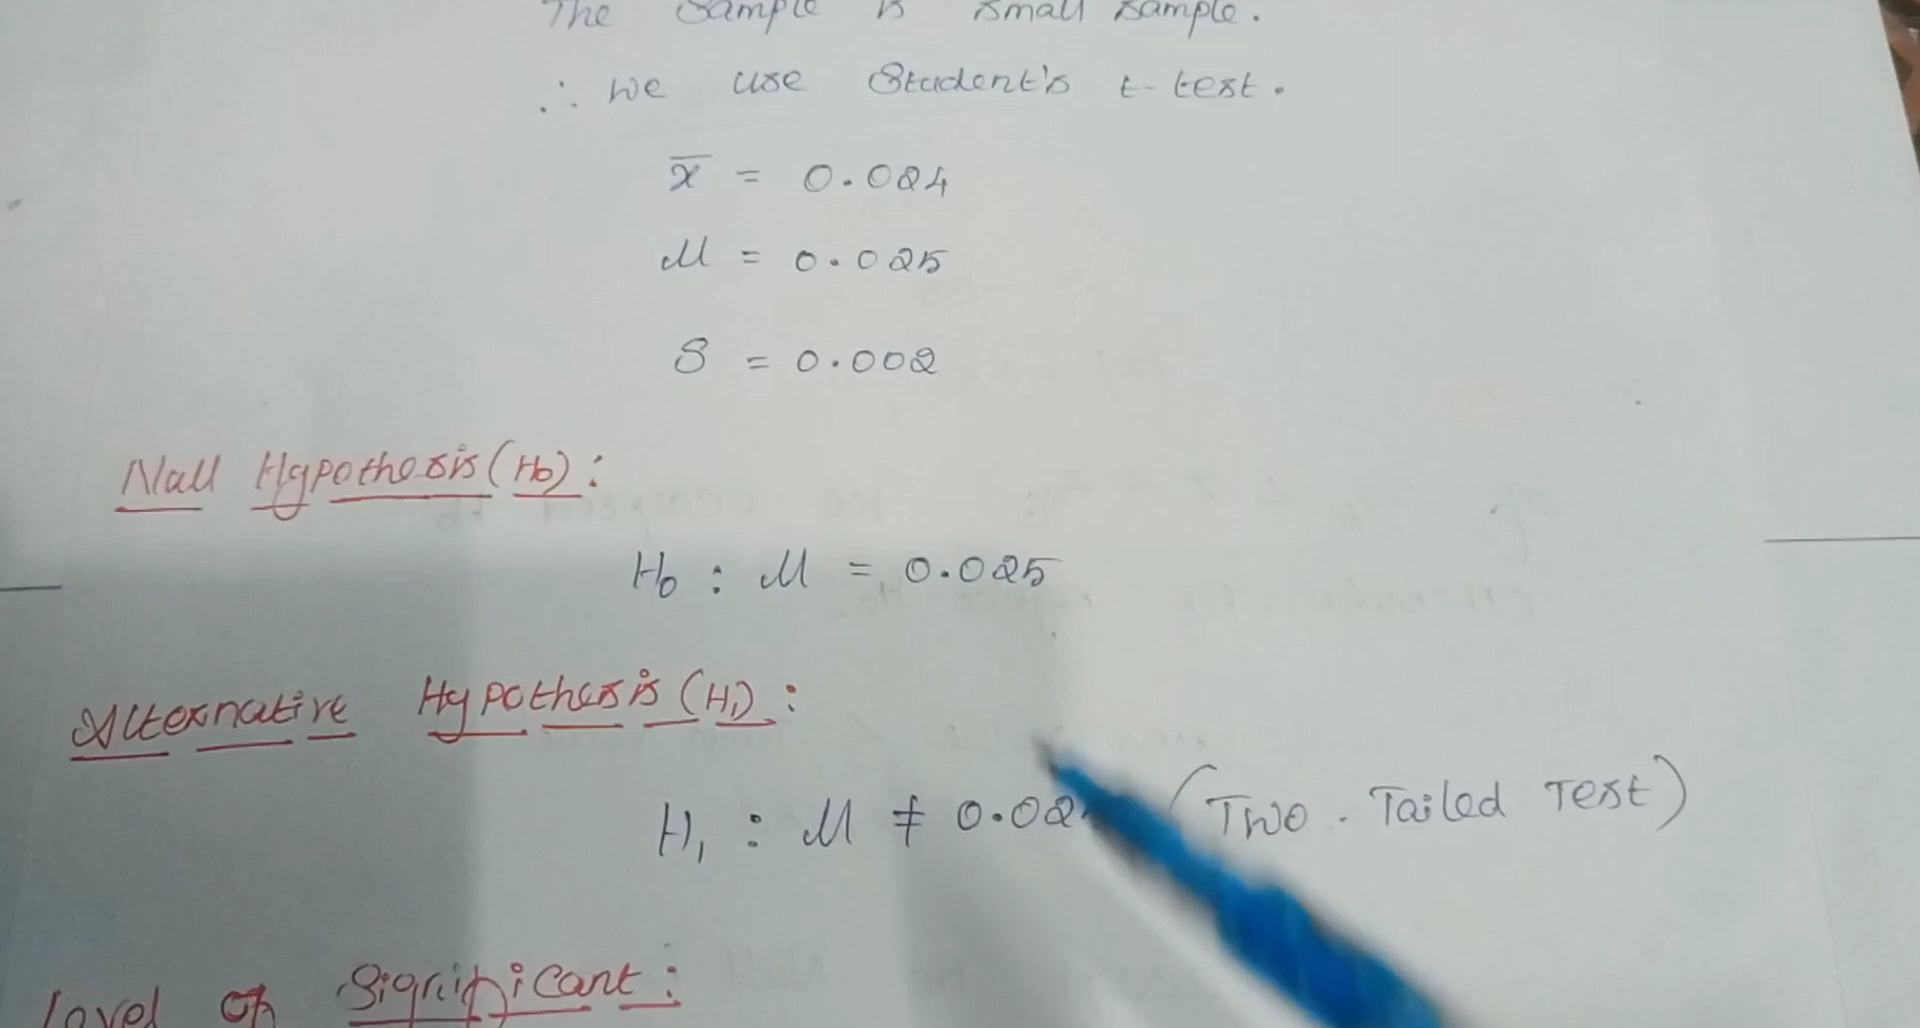 The Sample is small sample.
∴ we use Student's t-test.
x̄ = 0.024
μ = 0.025
S = 0.002
Null Hypothesis (H₀):
H₀ : μ = 0.025
Alternative Hypothesis (H₁):
H₁ : μ ≠ 0.02 (Two-Tailed Test)
level of Significant: